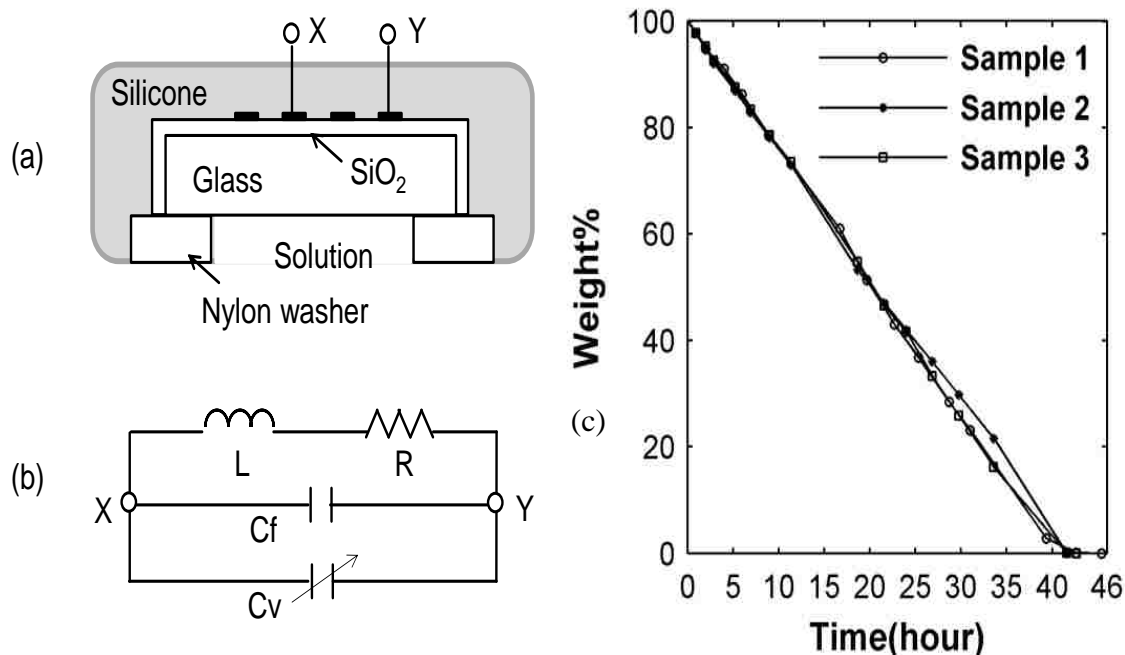 (a)
X Y
Silicone
SiO2
Glass
Solution
Nylon washer
(b)
L R
X Y
Cf
Cv
(c)
Weight%
100
80
60
40
20
0
Sample 1
Sample 2
Sample 3
0 5 10 15 20 25 30 35 40 46
Time(hour)